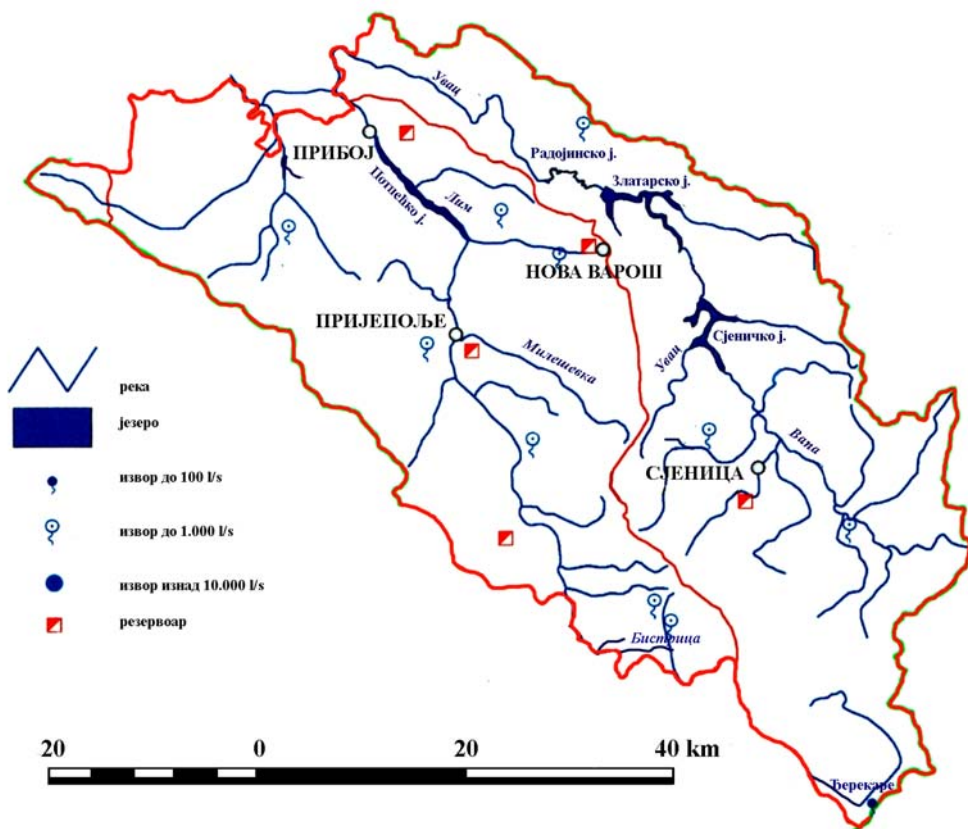 Увац
ПРИБОЈ
Радојинско ј.
Златарско ј.
Потпећко ј.
Лим
НОВА ВАРОШ
ПРИЈЕПОЉЕ
Сјеничко ј.
Увац
Милешевка
река
језеро
Вапа
СЈЕНИЦА
извор до 100 l/s
извор до 1.000 l/s
извор изнад 10.000 l/s
резервоар
Бистрица
20 0 20 40 km
Ђерекаре